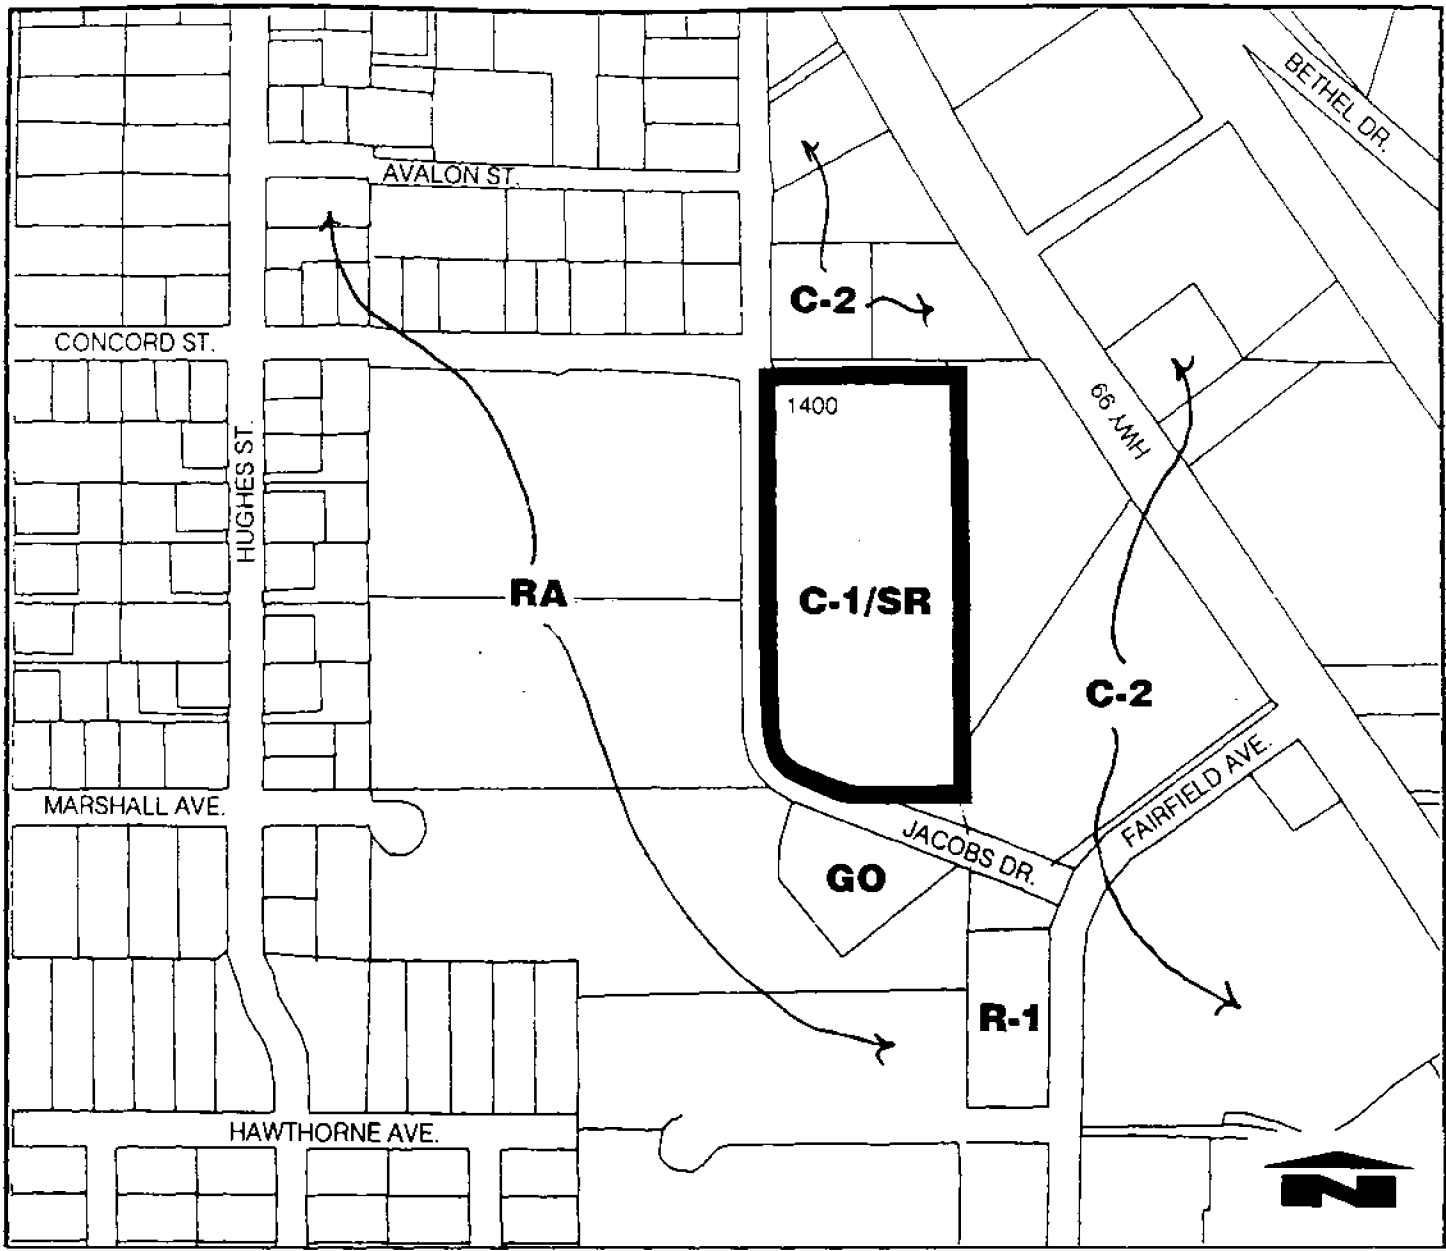 BETHEL DR.
AVALON ST.
C-2
CONCORD ST.
1400
HWY 99
HUGHES ST.
RA
C-1/SR
C-2
MARSHALL AVE.
FAIRFIELD AVE.
JACOBS DR.
GO
R-1
HAWTHORNE AVE.
N